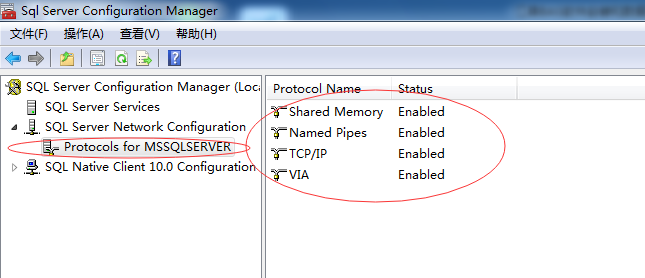 Sql Server Configuration Manager
文件(F) 操作(A) 查看(V) 帮助(H)
SQL Server Configuration Manager (Loca
SQL Server Services
SQL Server Network Configuration
Protocols for MSSQLSERVER
SQL Native Client 10.0 Configuration
Protocol Name Status
Shared Memory Enabled
Named Pipes Enabled
TCP/IP Enabled
VIA Enabled